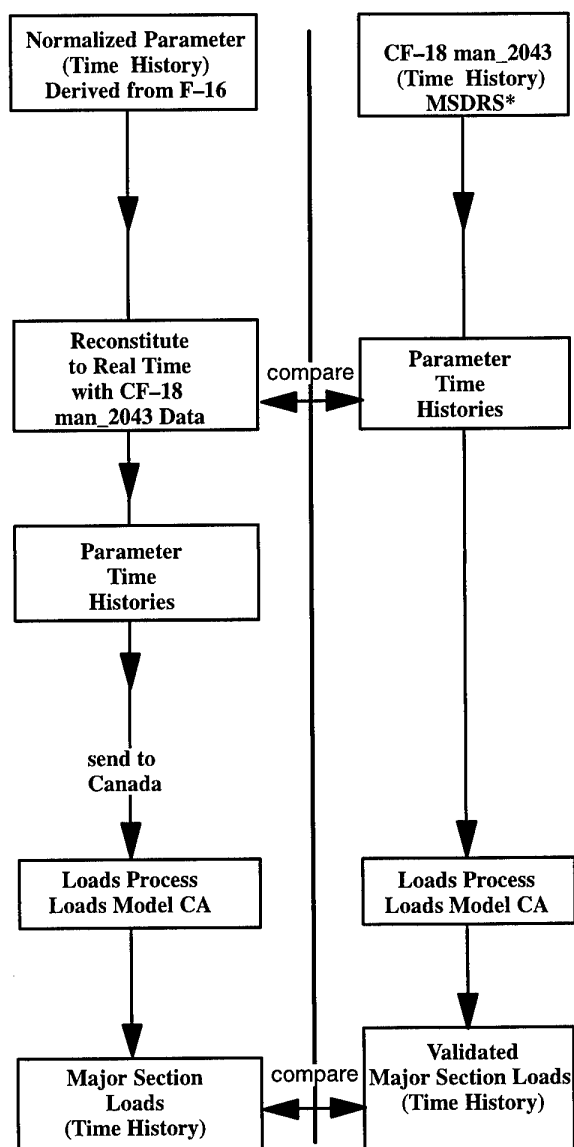 Normalized Parameter
(Time History)
Derived from F–16
CF–18 man_2043
(Time History)
MSDRS*
Reconstitute
to Real Time
with CF–18
man_2043 Data
compare
Parameter
Time
Histories
Parameter
Time
Histories
send to
Canada
Loads Process
Loads Model CA
Loads Process
Loads Model CA
Major Section
Loads
(Time History)
compare
Validated
Major Section Loads
(Time History)